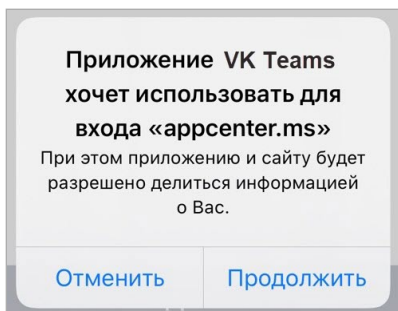 Приложение VK Teams
хочет использовать для
входа «appcenter.ms»
При этом приложению и сайту будет
разрешено делиться информацией
о Вас.
Отменить
Продолжить